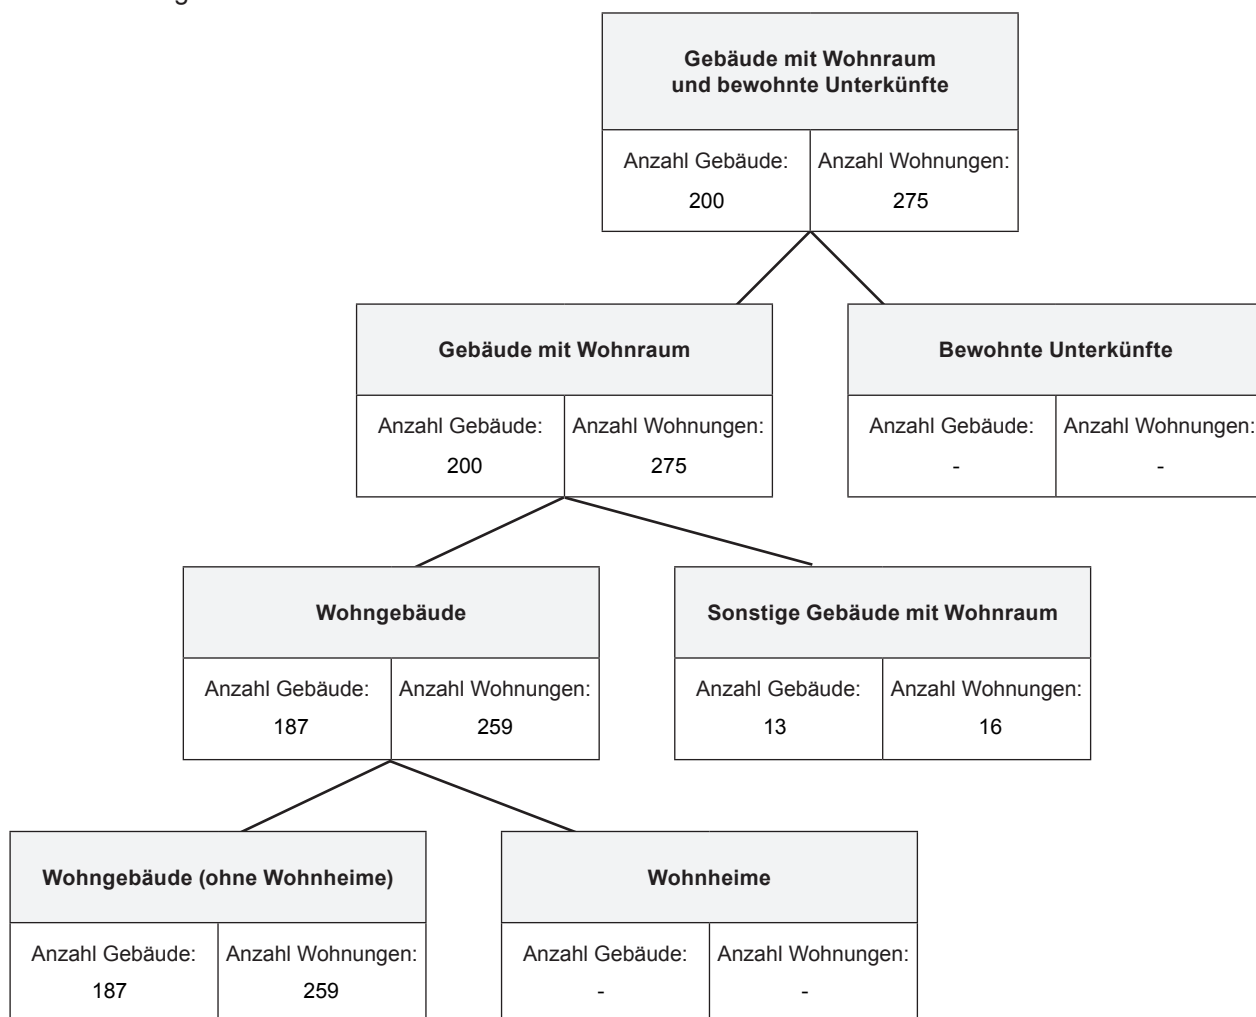 Gebäude mit Wohnraum
und bewohnte Unterkünfte
Anzahl Gebäude: Anzahl Wohnungen:
200 275
Gebäude mit Wohnraum Bewohnte Unterkünfte
Anzahl Gebäude: Anzahl Wohnungen: Anzahl Gebäude: Anzahl Wohnungen:
200 275 - -
Wohngebäude Sonstige Gebäude mit Wohnraum
Anzahl Gebäude: Anzahl Wohnungen: Anzahl Gebäude: Anzahl Wohnungen:
187 259 13 16
Wohngebäude (ohne Wohnheime) Wohnheime
Anzahl Gebäude: Anzahl Wohnungen: Anzahl Gebäude: Anzahl Wohnungen:
187 259 - -